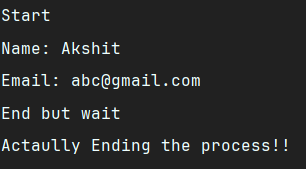 Start
Name: Akshit
Email: abc@gmail.com
End but wait
Actaully Ending the process!!